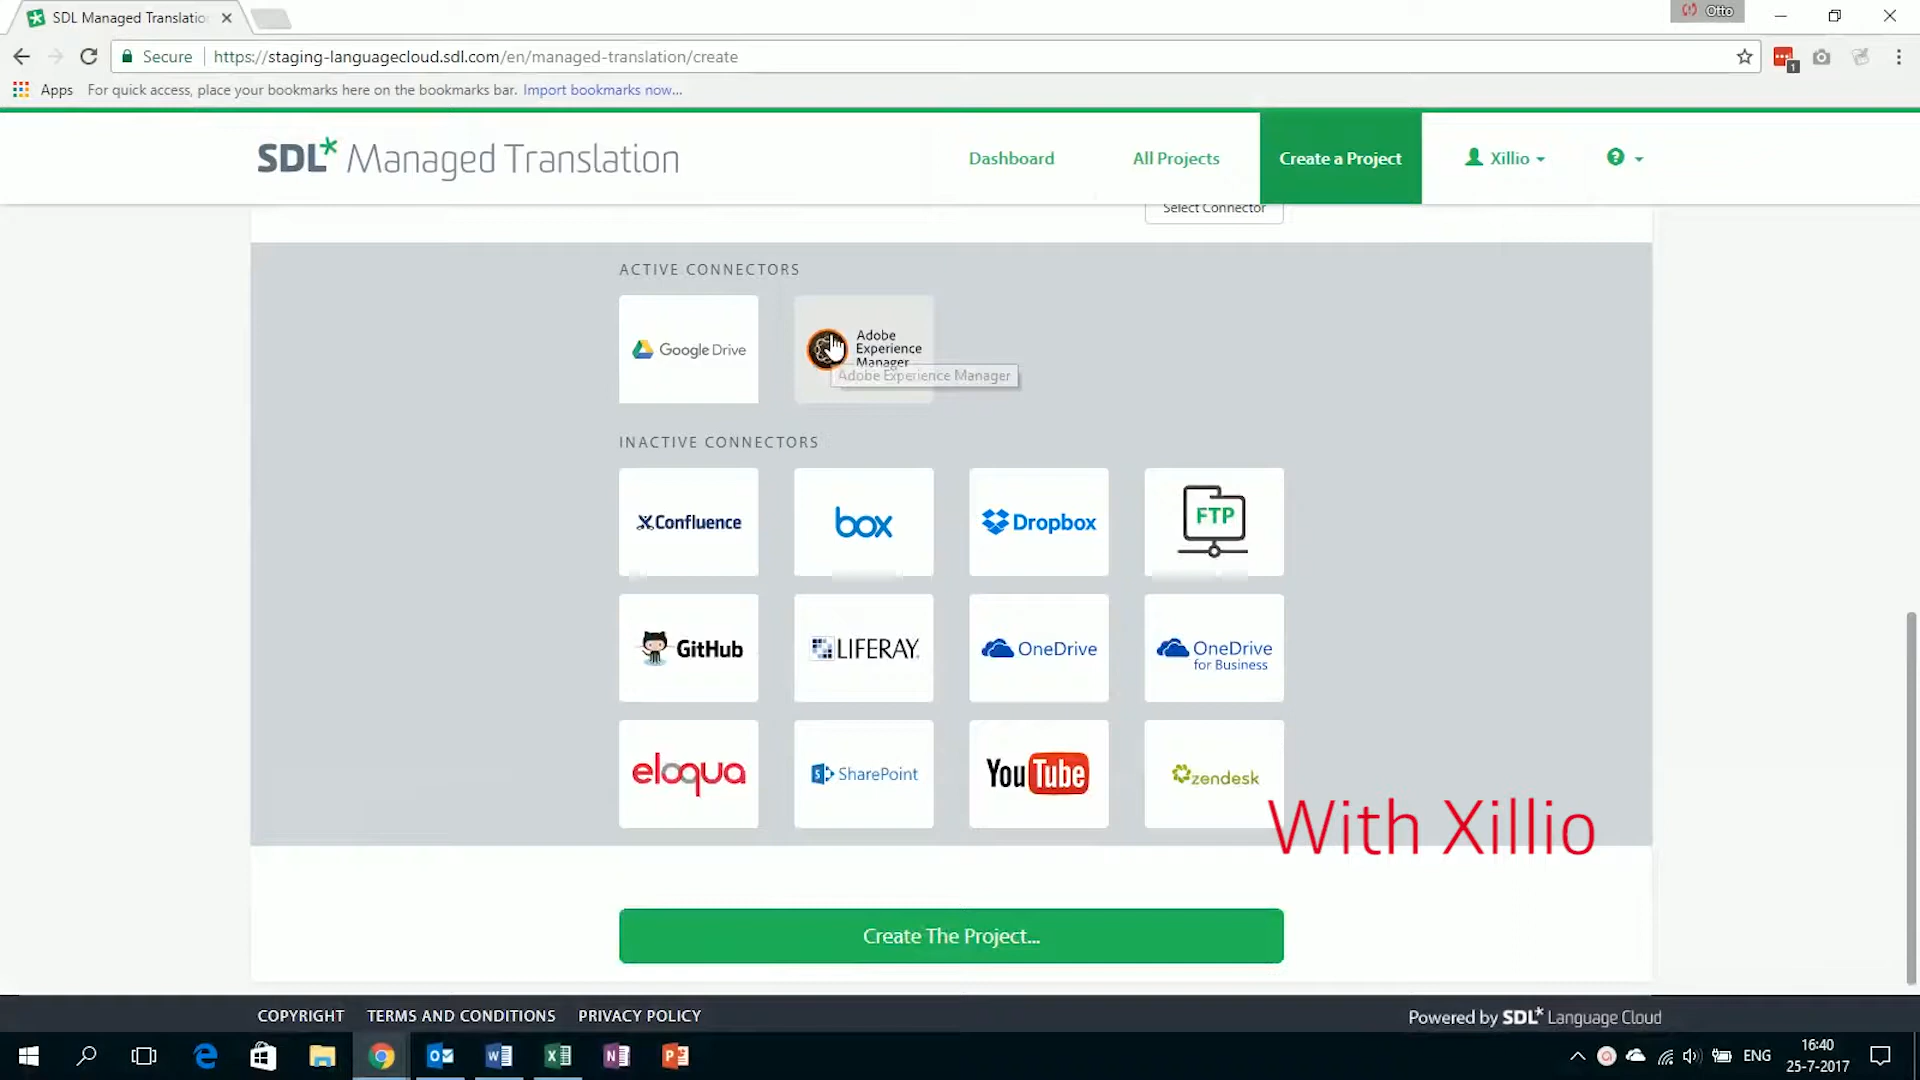 SDL Managed Translatio
Otto
Secure
https://staging-languagecloud.sdl.com/en/managed-translation/create
1
Apps
For quick access, place your bookmarks here on the bookmarks bar. Import bookmarks now...
SDL* Managed Translation
Dashboard
All Projects
Create a Project
Xillio
?
Select Connector
ACTIVE CONNECTORS
Google Drive
Adobe
Experience
Manager
Adobe Experience Manager
INACTIVE CONNECTORS
Confluence
box
Dropbox
FTP
GitHub
LIFERAY.
OneDrive
OneDrive
for Business
eloqua
SharePoint
YouTube
zendesk
With Xillio
Create The Project...
COPYRIGHT
TERMS AND CONDITIONS
PRIVACY POLICY
Powered by SDL* Language Cloud
ENG
16:40
25-7-2017